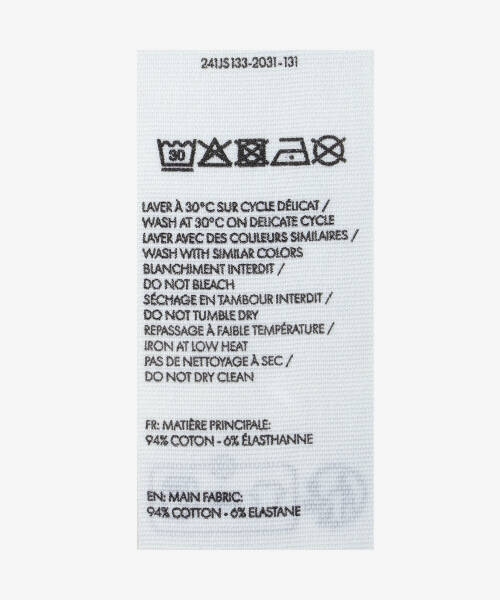 241JS133-2031-131
30
LAVER À 30°C SUR CYCLE DÉLICAT /
WASH AT 30°C ON DELICATE CYCLE
LAVER AVEC DES COULEURS SIMILAIRES /
WASH WITH SIMILAR COLORS
BLANCHIMENT INTERDIT /
DO NOT BLEACH
SÉCHAGE EN TAMBOUR INTERDIT /
DO NOT TUMBLE DRY
REPASSAGE À FAIBLE TEMPÉRATURE /
IRON AT LOW HEAT
PAS DE NETTOYAGE À SEC /
DO NOT DRY CLEAN
FR: MATIÈRE PRINCIPALE:
94% COTON - 6% ÉLASTHANNE
EN: MAIN FABRIC:
94% COTTON - 6% ELASTANE